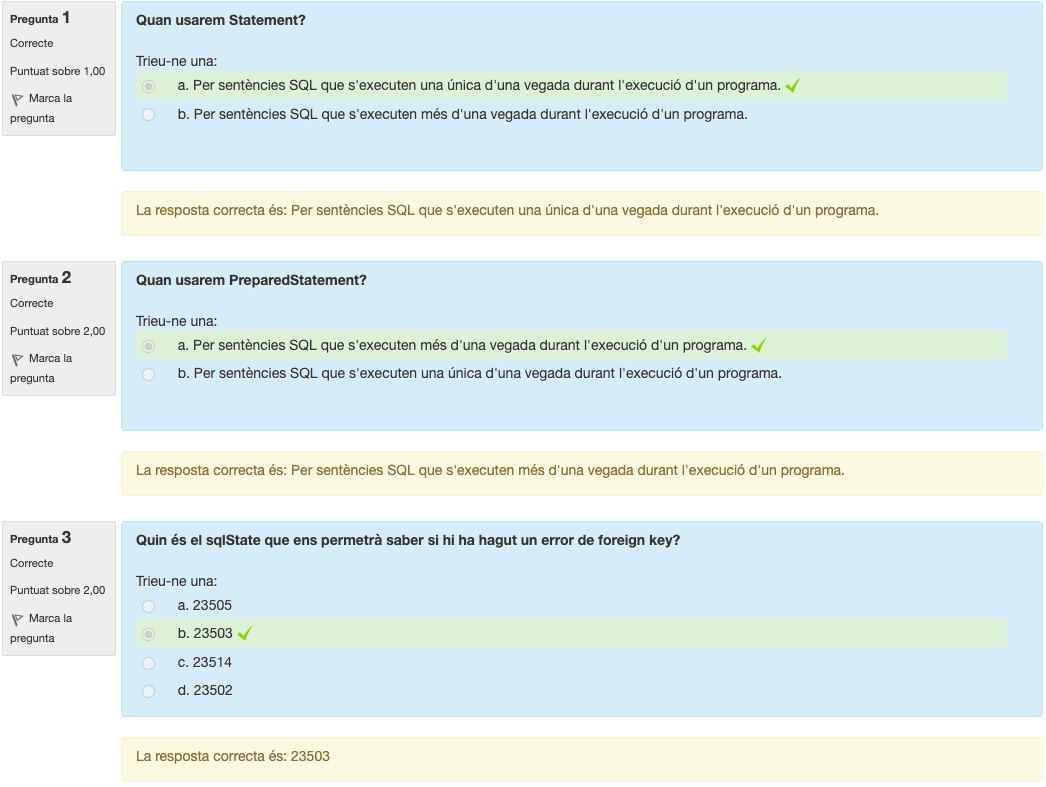 Pregunta 1
Correcte
Puntuat sobre 1,00
Marca la
pregunta
Quan usarem Statement?
Trieu-ne una:
a. Per sentències SQL que s'executen una única d'una vegada durant l'execució d'un programa.
b. Per sentències SQL que s'executen més d'una vegada durant l'execució d'un programa.
La resposta correcta és: Per sentències SQL que s'executen una única d'una vegada durant l'execució d'un programa.
Pregunta 2
Correcte
Puntuat sobre 2,00
Marca la
pregunta
Quan usarem PreparedStatement?
Trieu-ne una:
a. Per sentències SQL que s'executen més d'una vegada durant l'execució d'un programa.
b. Per sentències SQL que s'executen una única d'una vegada durant l'execució d'un programa.
La resposta correcta és: Per sentències SQL que s'executen més d'una vegada durant l'execució d'un programa.
Pregunta 3
Correcte
Puntuat sobre 2,00
Marca la
pregunta
Quin és el sqlState que ens permetrà saber si hi ha hagut un error de foreign key?
Trieu-ne una:
a. 23505
b. 23503
c. 23514
d. 23502
La resposta correcta és: 23503